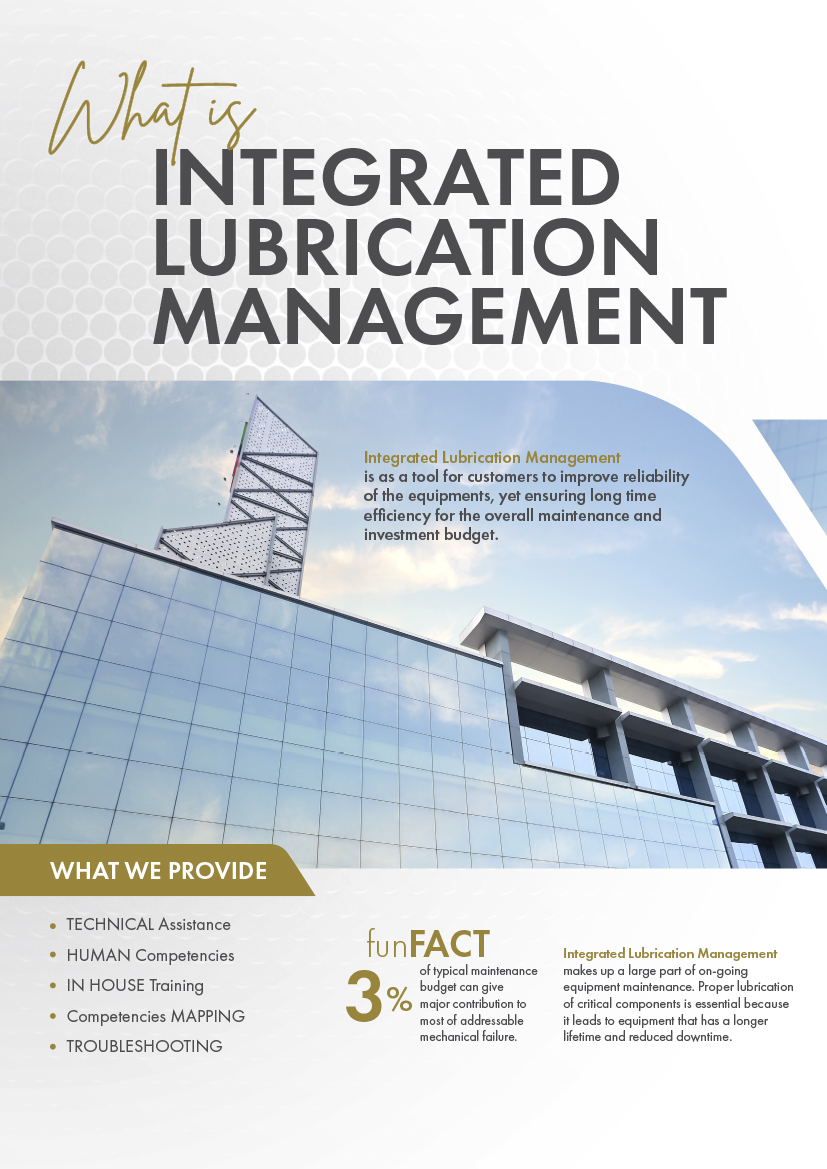 What is
INTEGRATED
LUBRICATION
MANAGEMENT
Integrated Lubrication Management
is as a tool for customers to improve reliability
of the equipments, yet ensuring long time
efficiency for the overall maintenance and
investment budget.
WHAT WE PROVIDE
• TECHNICAL Assistance
• HUMAN Competencies
• IN HOUSE Training
• Competencies MAPPING
• TROUBLESHOOTING
funFACT
3%
of typical maintenance
budget can give
major contribution to
most of addressable
mechanical failure.
Integrated Lubrication Management
makes up a large part of on-going
equipment maintenance. Proper lubrication
of critical components is essential because
it leads to equipment that has a longer
lifetime and reduced downtime.